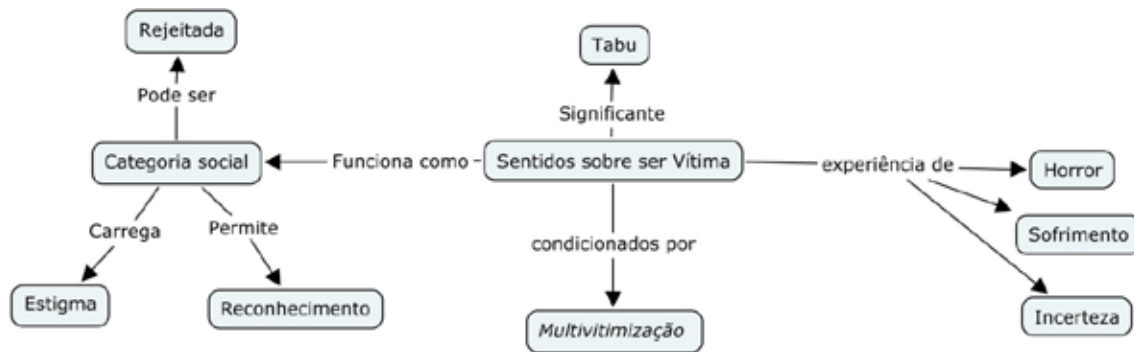 Rejeitada
Tabu
Pode ser
Significante
Categoria social
Funciona como
Sentidos sobre ser Vítima
experiência de
Horror
Carrega
Permite
condicionados por
Sofrimento
Estigma
Reconhecimento
Multivitimização
Incerteza